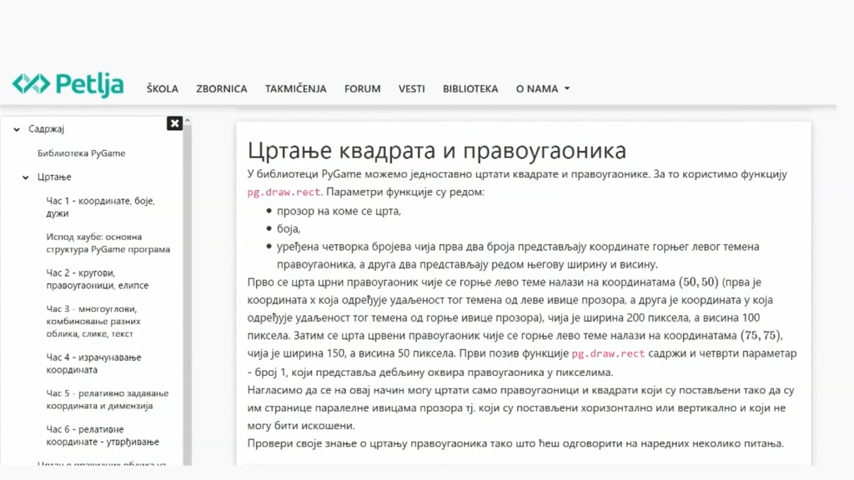 Petlja
ŠKOLA ZBORNICA TAKMIČENJA FORUM VESTI BIBLIOTEKA O NAMA
Садржај
Библиотека PyGame
Цртање
Час 1 - координате, боје,
дужи
Испод хаубе: основна
структура PyGame програма
Час 2 - кругови,
правоугаоници, елипсе
Час 3 - многоуглови,
комбиновање разних
облика, слике, текст
Час 4 - израчунавање
координата
Час 5 - релативно задавање
координата и димензија
Час 6 - релативне
координате - утврђивање
Цртање квадрата и правоугаоника
У библиотеци PyGame можемо једноставно цртати квадрате и правоугаонике. За то користимо функцију
pg.draw.rect. Параметри функције су редом:
• прозор на коме се црта,
• боја,
• уређена четворка бројева чија прва два броја представљају координате горњег левог темена
правоугаоника, а друга два представљају редом његову ширину и висину.
Прво се црта црни правоугаоник чије се горње лево теме налази на координатама (50, 50) (прва је
координата x која одређује удаљеност тог темена од леве ивице прозора, а друга је координата y која
одређује удаљеност тог темена од горње ивице прозора), чија је ширина 200 пиксела, а висина 100
пиксела. Затим се црта црвени правоугаоник чије се горње лево теме налази на координатама (75, 75),
чија је ширина 150, а висина 50 пиксела. Први позив функције pg.draw.rect садржи и четврти параметар
- број 1, који представља дебљину оквира правоугаоника у пикселима.
Нагласимо да се на овај начин могу цртати само правоугаоници и квадрати који су постављени тако да су
им странице паралелне ивицама прозора тј. који су постављени хоризонтално или вертикално и који не
могу бити искошени.
Провери своје знање о цртању правоугаоника тако што ћеш одговорити на наредних неколико питања.